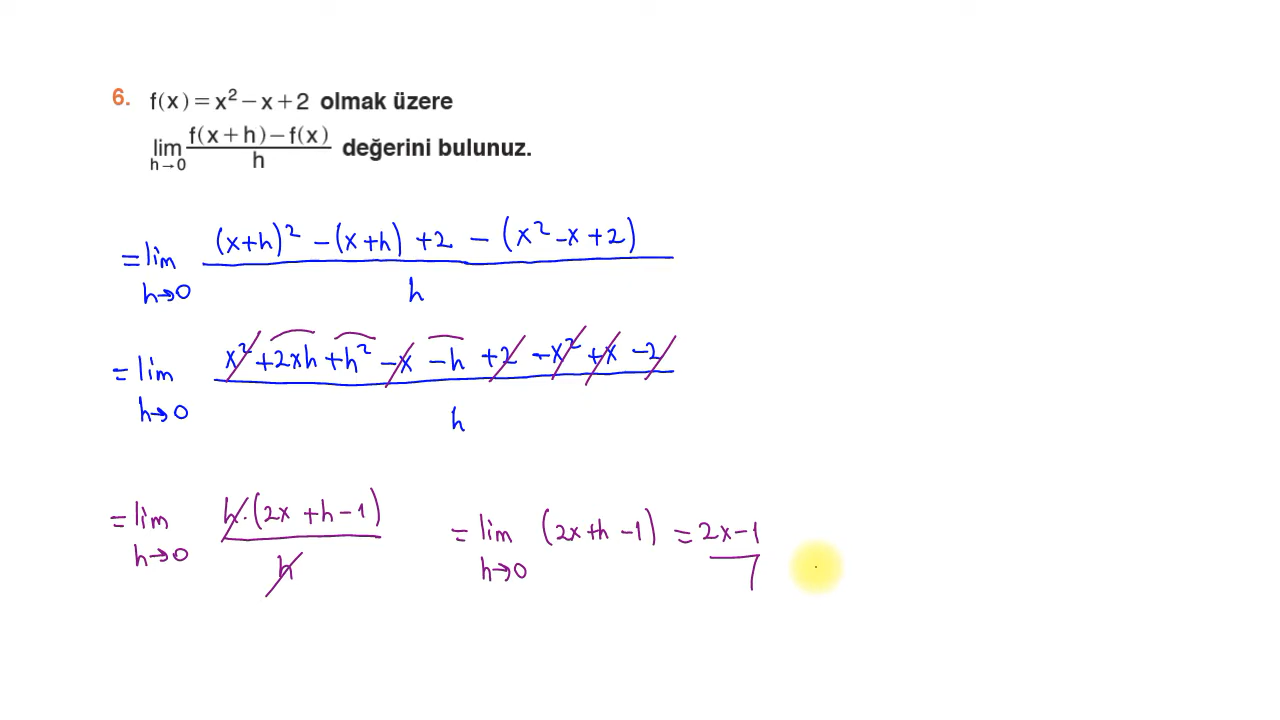 6. f(x) = x² − x + 2 olmak üzere
lim h→0 f(x + h) − f(x) / h değerini bulunuz.
= lim h→0 (x+h)² − (x+h) + 2 − (x² − x + 2) / h
= lim h→0 x² + 2xh + h² − x − h + 2 − x² + x − 2 / h
= lim h→0 h·(2x + h − 1) / h = lim h→0 (2x + h − 1) = 2x − 1